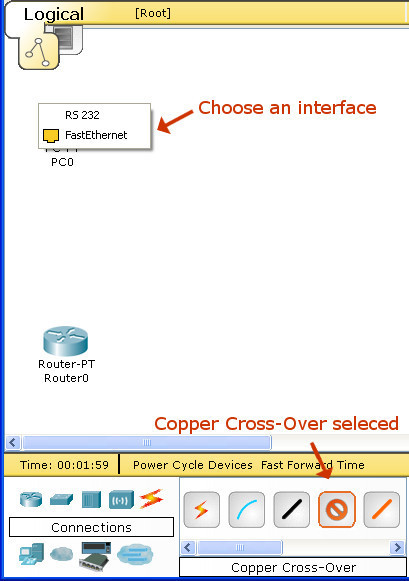 Logical [Root]
Choose an interface
RS 232
FastEthernet
PC0
Router-PT
Router0
Copper Cross-Over seleced
Time: 00:01:59 Power Cycle Devices Fast Forward Time
Connections
Copper Cross-Over